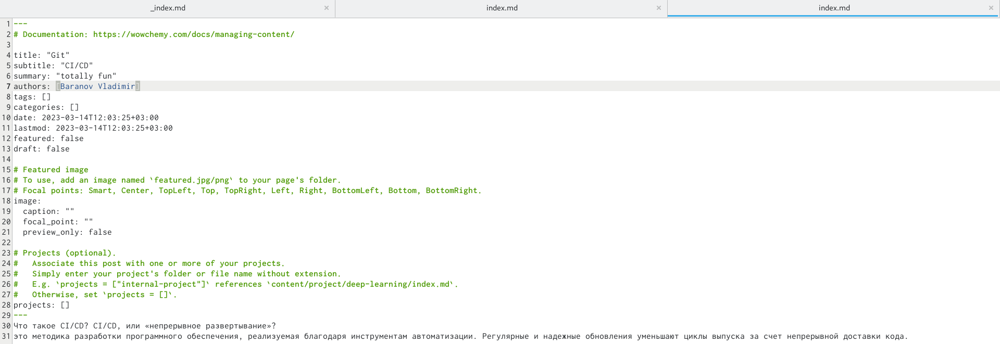 _index.md × index.md × index.md ×
1 ---
2 # Documentation: https://wowchemy.com/docs/managing-content/
3
4 title: "Git"
5 subtitle: "CI/CD"
6 summary: "totally fun"
7 authors: [Baranov Vladimir]
8 tags: []
9 categories: []
10 date: 2023-03-14T12:03:25+03:00
11 lastmod: 2023-03-14T12:03:25+03:00
12 featured: false
13 draft: false
14
15 # Featured image
16 # To use, add an image named `featured.jpg/png` to your page's folder.
17 # Focal points: Smart, Center, TopLeft, Top, TopRight, Left, Right, BottomLeft, Bottom, BottomRight.
18 image:
19   caption: ""
20   focal_point: ""
21   preview_only: false
22
23 # Projects (optional).
24 #   Associate this post with one or more of your projects.
25 #   Simply enter your project's folder or file name without extension.
26 #   E.g. `projects = ["internal-project"]` references `content/project/deep-learning/index.md`.
27 #   Otherwise, set `projects = []`.
28 projects: []
29 ---
30 Что такое CI/CD? CI/CD, или «непрерывное развертывание»?
31 это методика разработки программного обеспечения, реализуемая благодаря инструментам автоматизации. Регулярные и надежные обновления уменьшают циклы выпуска за счет непрерывной доставки кода.